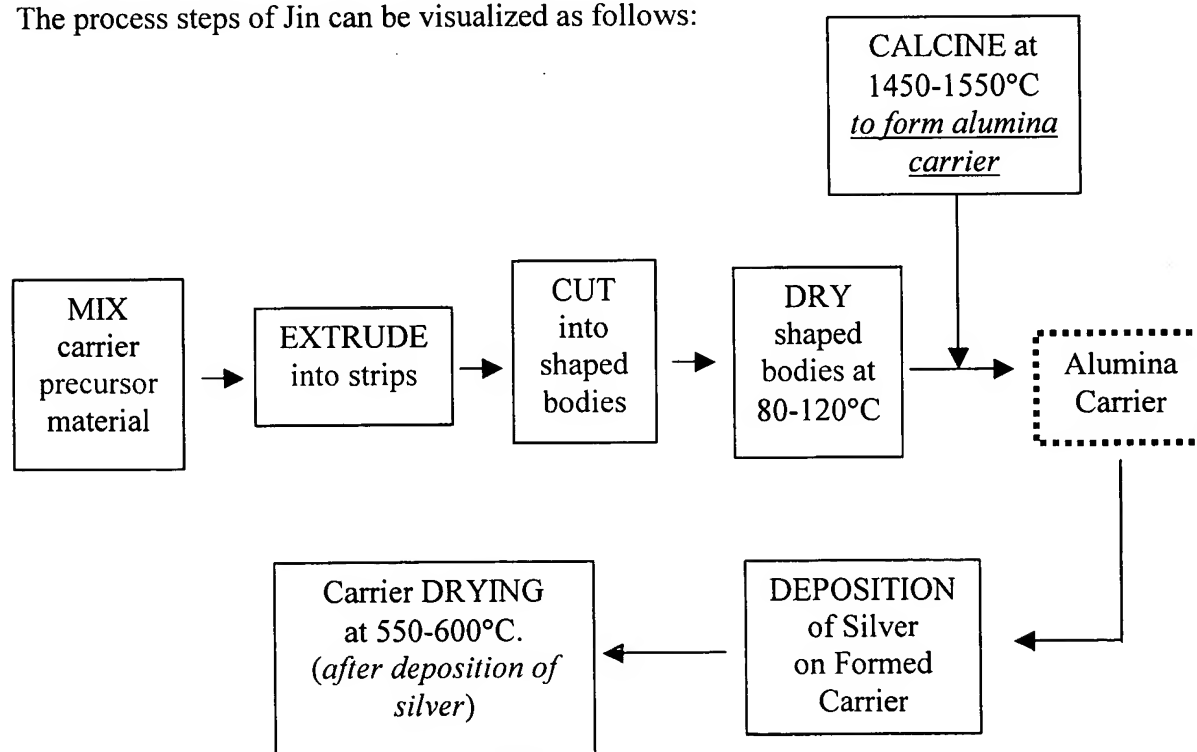 The process steps of Jin can be visualized as follows:
CALCINE at
1450-1550°C
to form alumina
carrier
MIX
carrier
precursor
material
EXTRUDE
into strips
CUT
into
shaped
bodies
DRY
shaped
bodies at
80-120°C
Alumina
Carrier
DEPOSITION
of Silver
on Formed
Carrier
Carrier DRYING
at 550-600°C.
(after deposition of
silver)